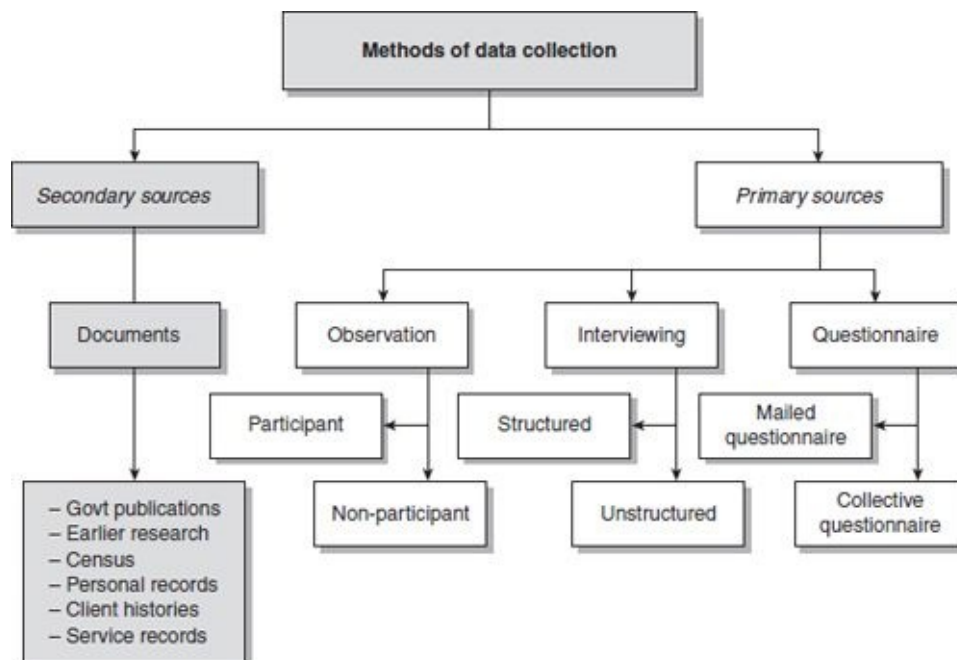 Methods of data collection
Secondary sources
Primary sources
Documents
Observation
Interviewing
Questionnaire
Participant
Structured
Mailed
questionnaire
Non-participant
Unstructured
Collective
questionnaire
– Govt publications
– Earlier research
– Census
– Personal records
– Client histories
– Service records